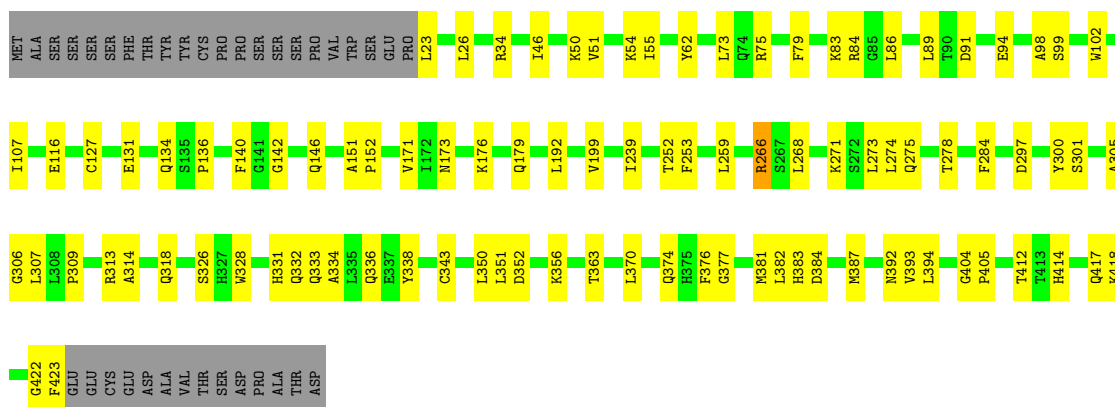 MET ALA SER SER SER SER PHE THR TYR TYR CYS PRO PRO SER SER SER PRO VAL TRP SER GLU PRO L23 L26 R34 I46 K50 V51 K54 I55 Y62 L73 Q74 R75 F79 K83 R84 G85 L86 L89 T90 D91 E94 A98 S99 W102
I107 E116 C127 E131 Q134 S135 P136 F140 G141 G142 Q146 A151 P152 V171 I172 N173 K176 Q179 L192 V199 I239 T252 F253 L259 R266 S267 L268 K271 S272 L273 L274 Q275 T278 F284 D297 Y300 S301 A305
G306 L307 L308 P309 R313 A314 Q318 S326 H327 W328 H331 Q332 Q333 A334 L335 Q336 E337 Y338 C343 L350 L351 D352 K356 T363 L370 Q374 H375 F376 G377 M381 L382 H383 D384 M387 N392 V393 L394 G404 P405 T412 T413 H414 Q417 K418
G422 F423 GLU GLU CYS GLU ASP ALA VAL THR SER ASP PRO ALA THR ASP